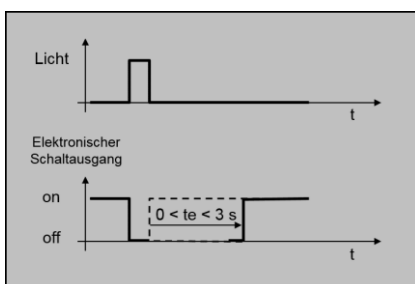 Licht
t
Elektronischer
Schaltausgang
on
0 < te < 3 s
off
t